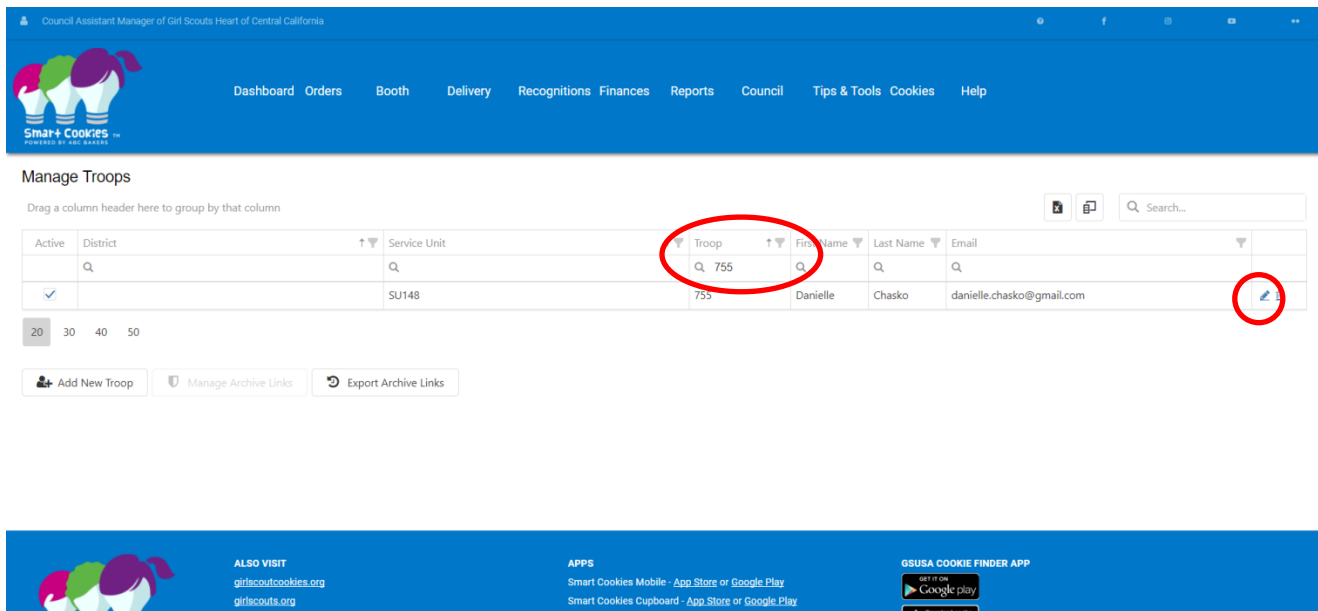 Council Assistant Manager of Girl Scouts Heart of Central California
Smart Cookies TM
POWERED BY ABC BAKERS
Dashboard Orders Booth Delivery Recognitions Finances Reports Council Tips & Tools Cookies Help
Manage Troops
Drag a column header here to group by that column
Search...
Active District Service Unit Troop First Name Last Name Email
755
SU148 755 Danielle Chasko danielle.chasko@gmail.com
20 30 40 50
Add New Troop Manage Archive Links Export Archive Links
ALSO VISIT APPS GSUSA COOKIE FINDER APP
girlscoutcookies.org Smart Cookies Mobile - App Store or Google Play GET IT ON Google play
girlscouts.org Smart Cookies Cupboard - App Store or Google Play